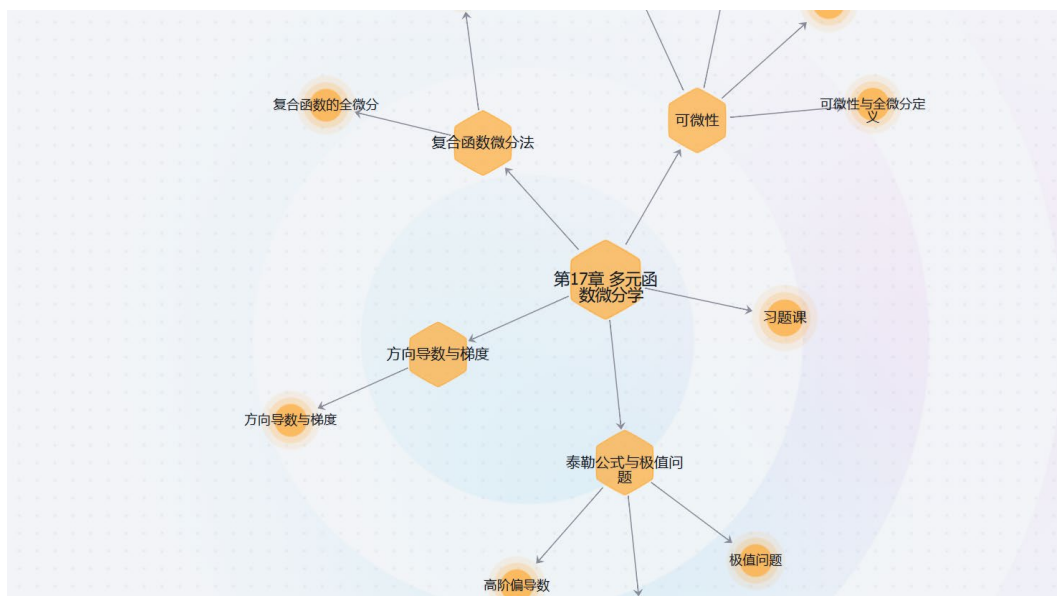 复合函数的全微分
可微性与全微分定
义
可微性
复合函数微分法
第17章 多元函
数微分学
习题课
方向导数与梯度
方向导数与梯度
泰勒公式与极值问
题
极值问题
高阶偏导数